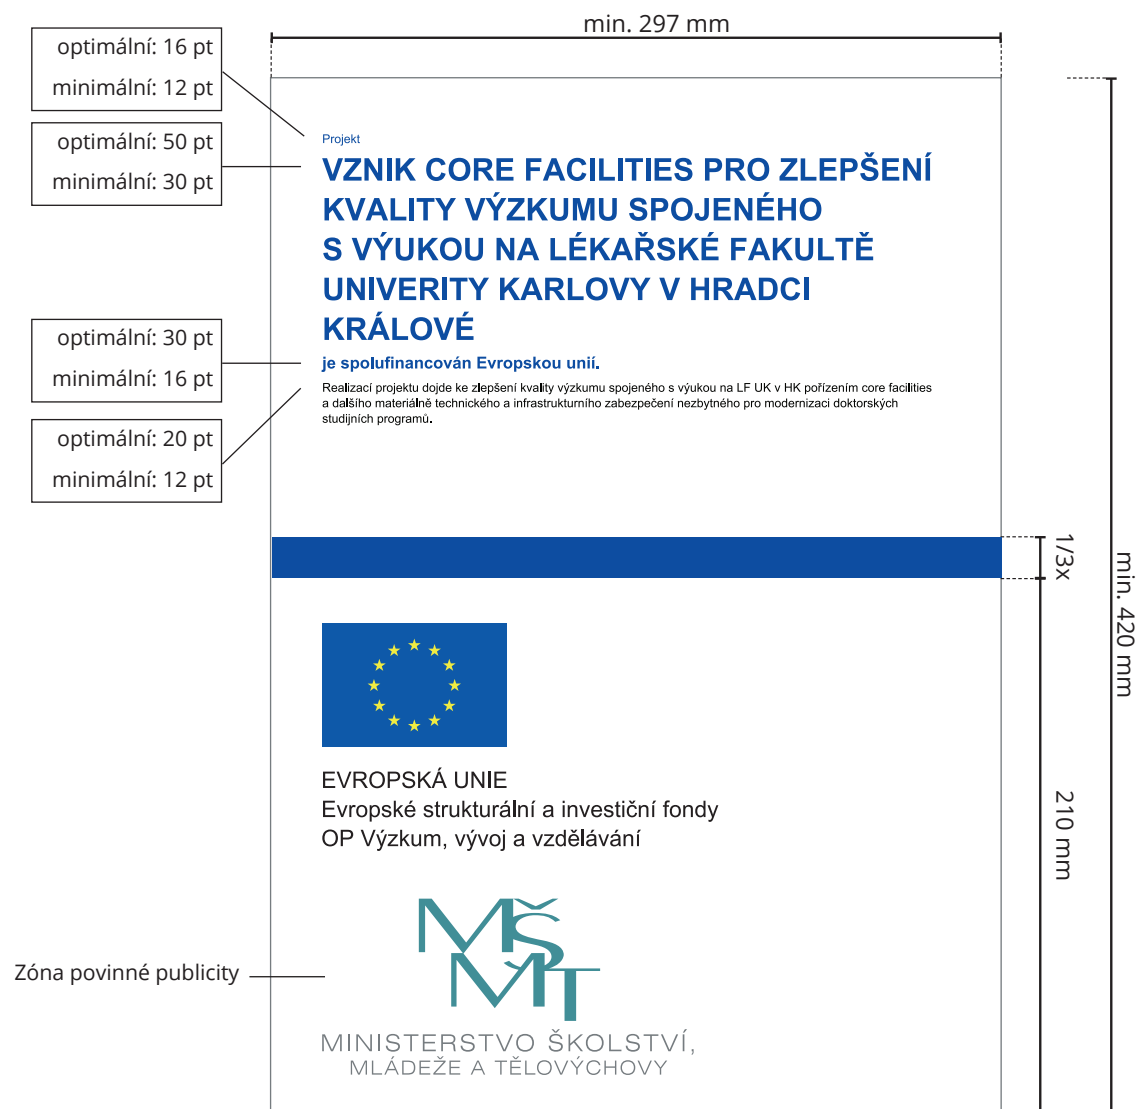 min. 297 mm
optimální: 16 pt
minimální: 12 pt
optimální: 50 pt
minimální: 30 pt
Projekt
VZNIK CORE FACILITIES PRO ZLEPŠENÍ
KVALITY VÝZKUMU SPOJENÉHO
S VÝUKOU NA LÉKAŘSKÉ FAKULTĚ
UNIVERITY KARLOVY V HRADCI
KRÁLOVÉ
optimální: 30 pt
minimální: 16 pt
je spolufinancován Evropskou unií.
Realizací projektu dojde ke zlepšení kvality výzkumu spojeného s výukou na LF UK v HK pořízením core facilities
a dalšího materiálně technického a infrastrukturního zabezpečení nezbytného pro modernizaci doktorských
studijních programů.
optimální: 20 pt
minimální: 12 pt
1/3x
min. 420 mm
210 mm
EVROPSKÁ UNIE
Evropské strukturální a investiční fondy
OP Výzkum, vývoj a vzdělávání
Zóna povinné publicity
MŠ
MT
MINISTERSTVO ŠKOLSTVÍ,
MLÁDEŽE A TĚLOVÝCHOVY